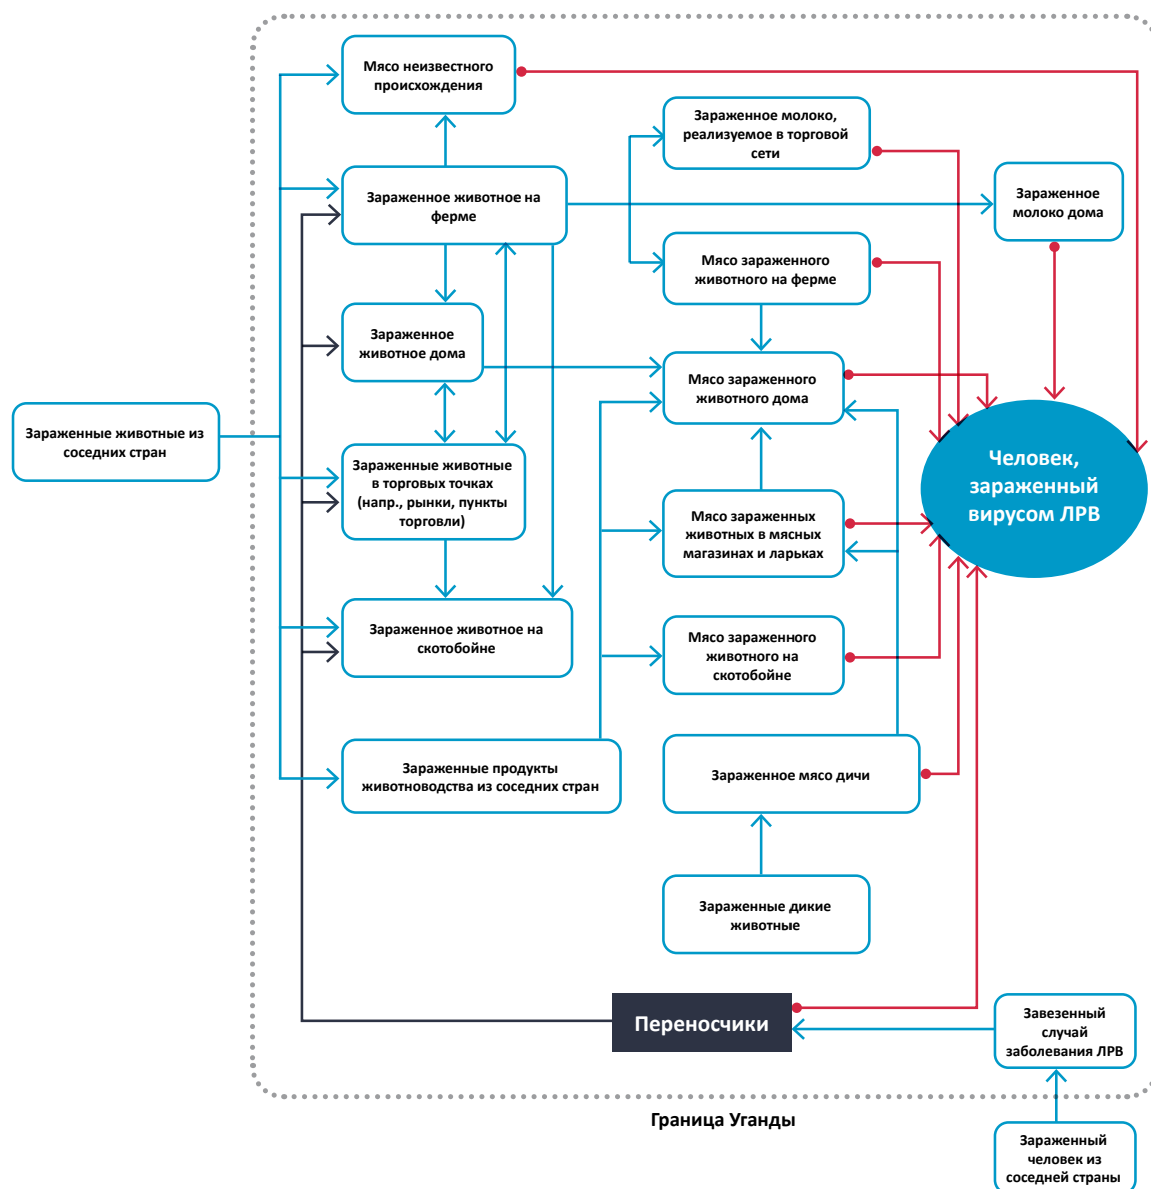 Мясо неизвестного
происхождения
Зараженное молоко,
реализуемое в торговой
сети
Зараженное животное на
ферме
Зараженное
молоко дома
Мясо зараженного
животного на ферме
Зараженное
животное дома
Мясо зараженного
животного дома
Зараженные животные из
соседних стран
Зараженные животные
в торговых точках
(напр., рынки, пункты
торговли)
Человек,
зараженный
вирусом ЛРВ
Мясо зараженных
животных в мясных
магазинах и ларьках
Зараженное животное на
скотобойне
Мясо зараженного
животного на
скотобойне
Зараженные продукты
животноводства из соседних стран
Зараженное мясо дичи
Зараженные дикие
животные
Переносчики
Завезенный
случай
заболевания ЛРВ
Граница Уганды
Зараженный
человек из
соседней страны